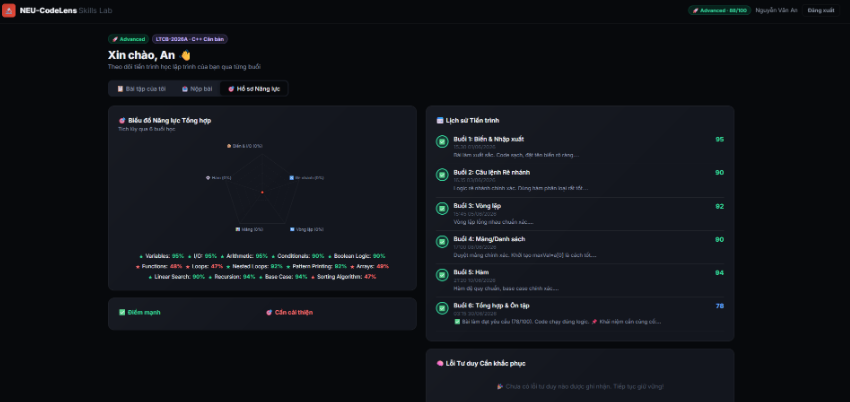 NEU-CodeLens Skills Lab
Advanced · 88/100
Nguyễn Văn An
Đăng xuất
Advanced
LTCB-2026A · C++ Căn bản
Xin chào, An 👋
Theo dõi tiến trình học lập trình của bạn qua từng buổi
Bài tập của tôi
Nộp bài
Hồ sơ Năng lực
Biểu đồ Năng lực Tổng hợp
Tích lũy qua 6 buổi học
Biến & I/O (0%)
Rẽ nhánh (0%)
Vòng lặp (0%)
Mảng (0%)
Hàm (0%)
★ Variables: 95% ★ I/O: 95% ★ Arithmetic: 95% ★ Conditionals: 90% ★ Boolean Logic: 90%
★ Functions: 48% ★ Loops: 47% ★ Nested Loops: 92% ★ Pattern Printing: 92% ★ Arrays: 48%
★ Linear Search: 90% ★ Recursion: 94% ★ Base Case: 94% ★ Sorting Algorithm: 47%
Điểm mạnh
Cần cải thiện
Lịch sử Tiến trình
Buổi 1: Biến & Nhập xuất
95
Bài làm xuất sắc. Code sạch, đặt tên biến rõ ràng....
Buổi 2: Câu lệnh Rẽ nhánh
90
Logic rẽ nhánh chính xác. Dùng hàm phân loại rất tốt....
Buổi 3: Vòng lặp
92
Vòng lặp lồng nhau chuẩn xác....
Buổi 4: Mảng/Danh sách
90
Duyệt mảng chính xác. Khởi tạo maxVal=a[0] là cách tốt....
Buổi 5: Hàm
94
Hàm đệ quy chuẩn, base case chính xác....
Buổi 6: Tổng hợp & Ôn tập
78
✅ Bài làm đạt yêu cầu (78/100). Code chạy đúng logic. 📌 Khái niệm cần củng cố:...
Lỗi Tư duy Cần khắc phục
Chưa có lỗi tư duy nào được ghi nhận. Tiếp tục giữ vững!